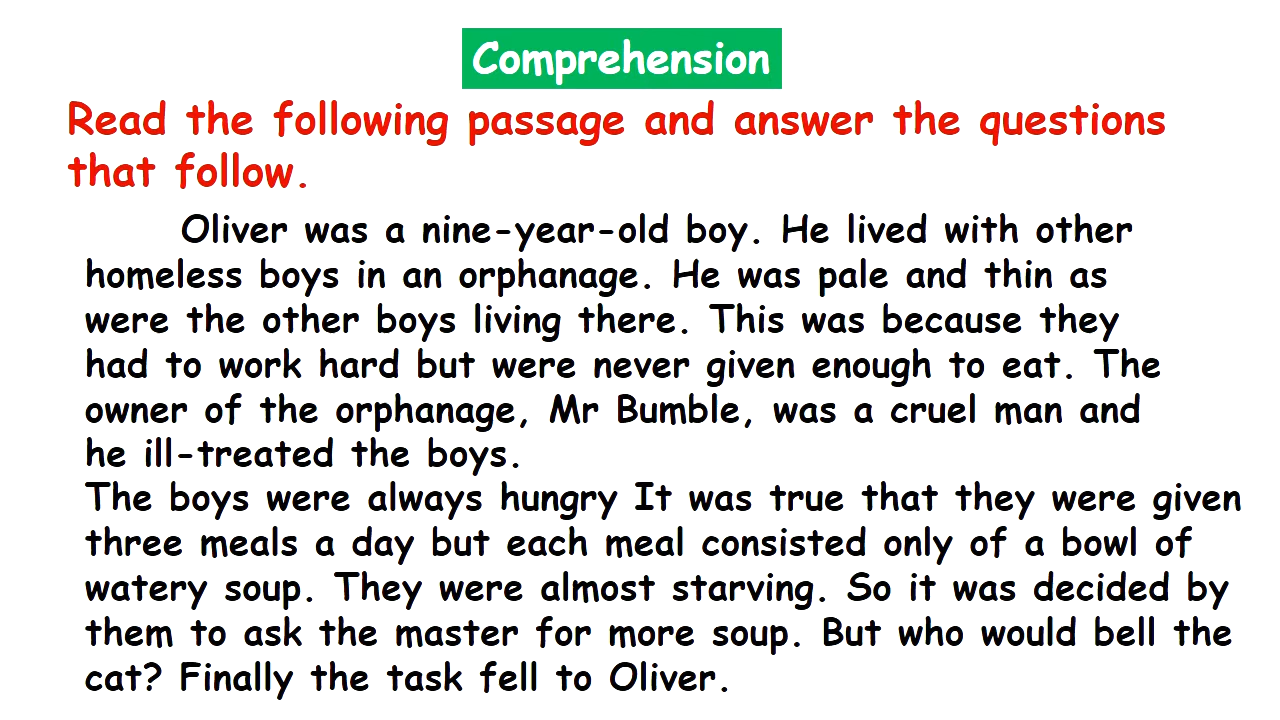 Comprehension
Read the following passage and answer the questions
that follow.
Oliver was a nine-year-old boy. He lived with other
homeless boys in an orphanage. He was pale and thin as
were the other boys living there. This was because they
had to work hard but were never given enough to eat. The
owner of the orphanage, Mr Bumble, was a cruel man and
he ill-treated the boys.
The boys were always hungry It was true that they were given
three meals a day but each meal consisted only of a bowl of
watery soup. They were almost starving. So it was decided by
them to ask the master for more soup. But who would bell the
cat? Finally the task fell to Oliver.